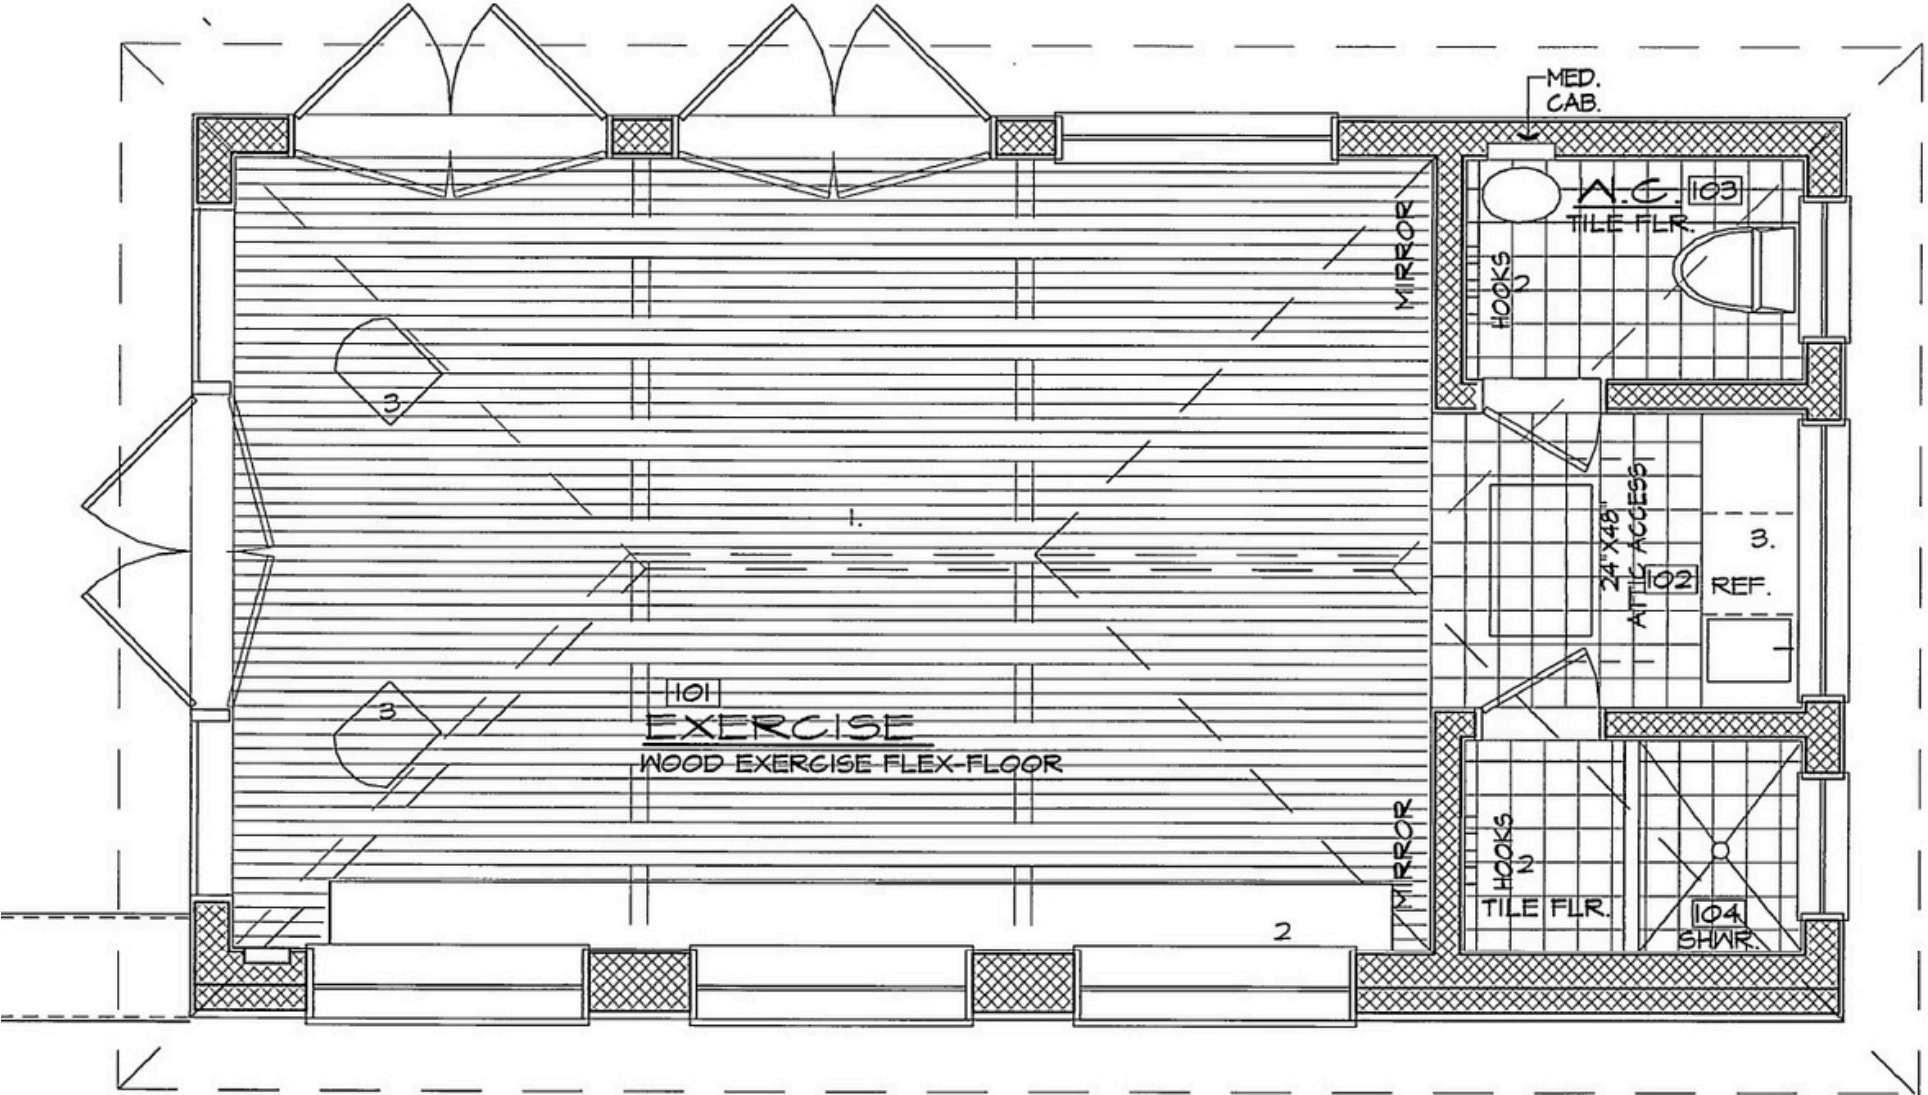 MED.
CAB.
W.C. 103
TILE FLR.
MIRROR
HOOKS
2
3
1.
24"X48"
ATTIC ACCESS
102
3.
REF.
101
EXERCISE
WOOD EXERCISE FLEX-FLOOR
3
MIRROR
HOOKS
2
TILE FLR.
104
SHWR.
2